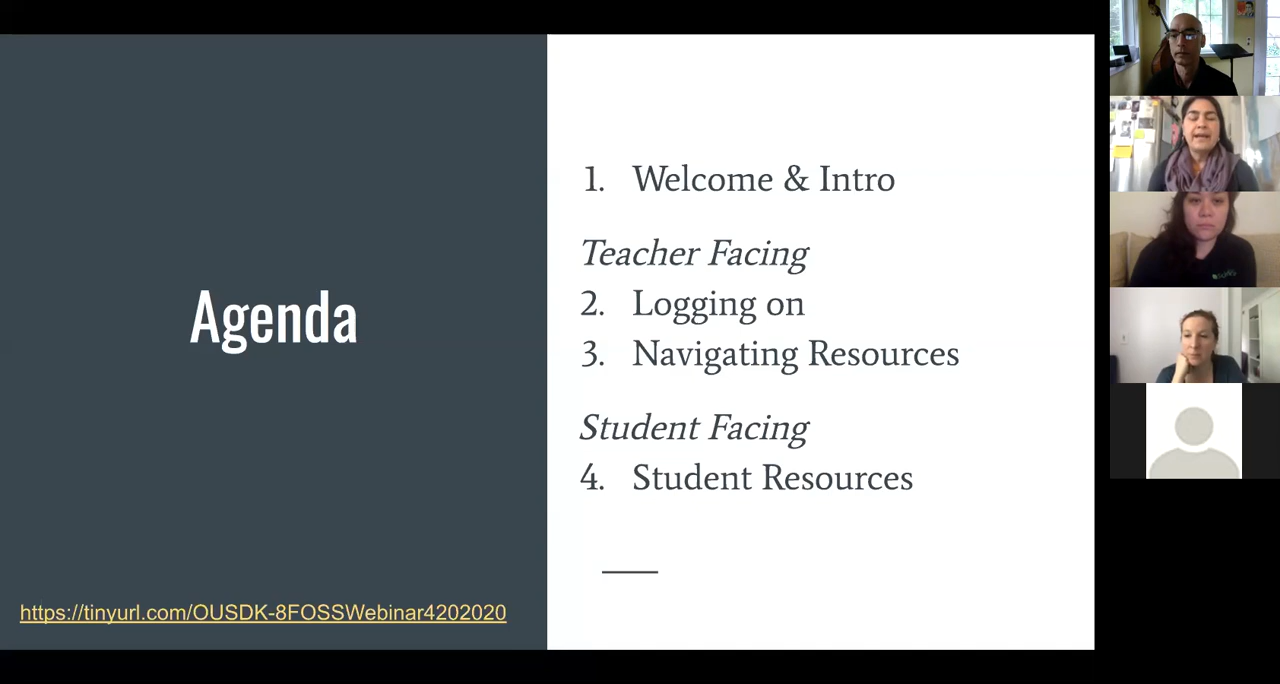 Agenda
https://tinyurl.com/OUSDK-8FOSSWebinar4202020
1. Welcome & Intro
Teacher Facing
2. Logging on
3. Navigating Resources
Student Facing
4. Student Resources